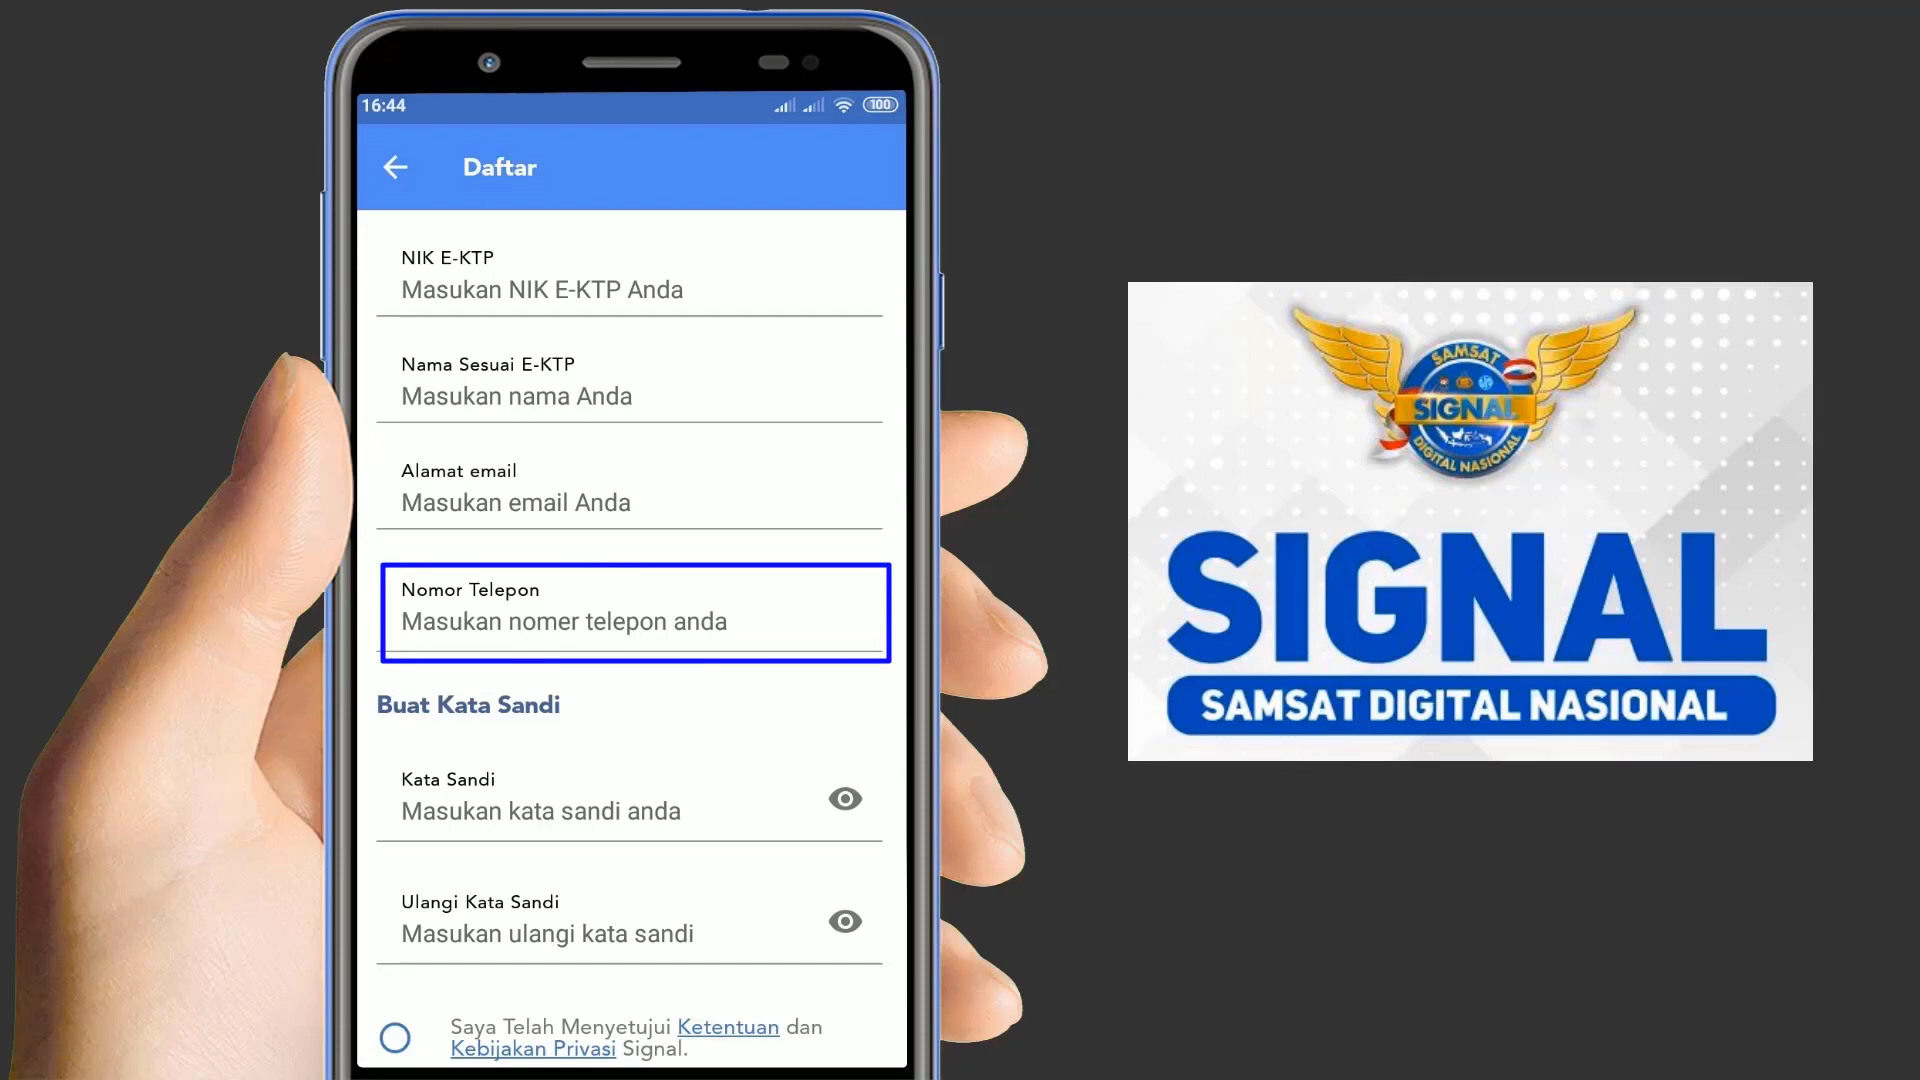 16:44
100
Daftar
NIK E-KTP
Masukan NIK E-KTP Anda
Nama Sesuai E-KTP
Masukan nama Anda
Alamat email
Masukan email Anda
Nomor Telepon
Masukan nomer telepon anda
Buat Kata Sandi
Kata Sandi
Masukan kata sandi anda
Ulangi Kata Sandi
Masukan ulangi kata sandi
Saya Telah Menyetujui Ketentuan dan
Kebijakan Privasi Signal.
SAMSAT
SIGNAL
DIGITAL NASIONAL
SIGNAL
SAMSAT DIGITAL NASIONAL